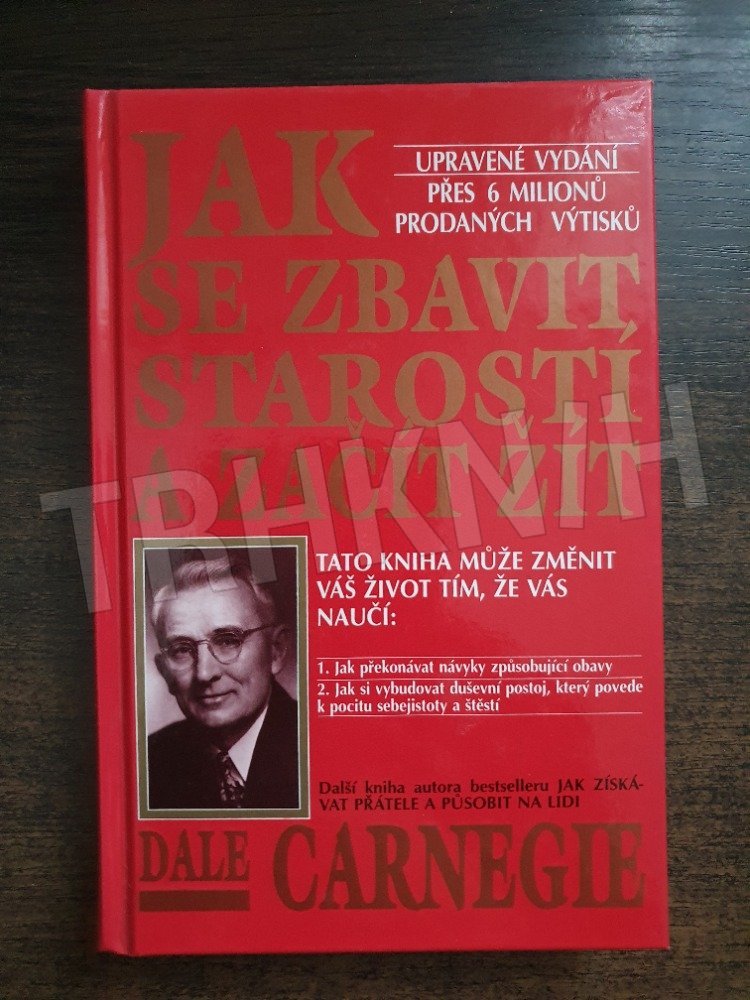 JAK
UPRAVENÉ VYDÁNÍ
PŘES 6 MILIONŮ
PRODANÝCH VÝTISKŮ
SE ZBAVIT
STAROSTÍ
A ZAČÍT ŽÍT
TRHKNIH
TATO KNIHA MŮŽE ZMĚNIT
VÁŠ ŽIVOT TÍM, ŽE VÁS
NAUČÍ:
1. Jak překonávat návyky způsobující obavy
2. Jak si vybudovat duševní postoj, který povede
k pocitu sebejistoty a štěstí
Další kniha autora bestselleru JAK ZÍSKÁ-
VAT PŘÁTELE A PŮSOBIT NA LIDI
DALE CARNEGIE